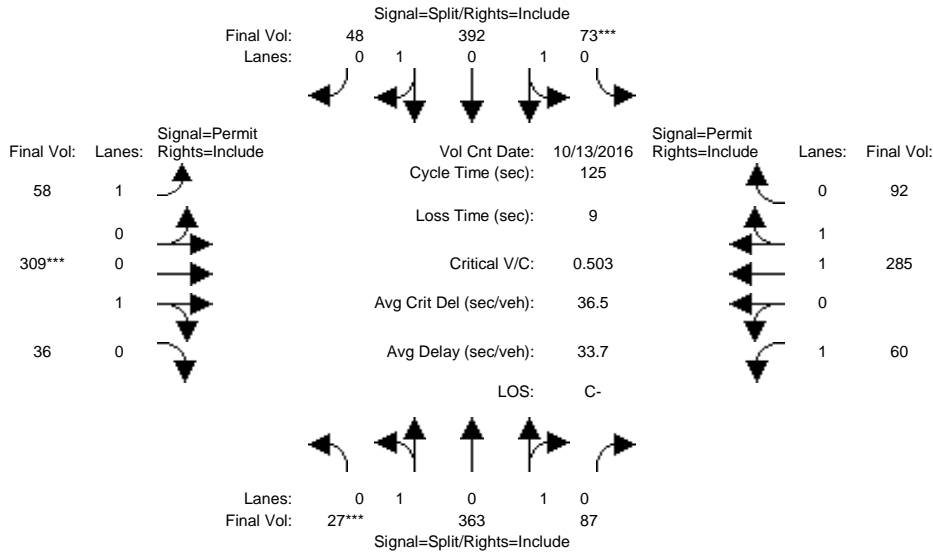 Signal=Split/Rights=Include
Final Vol: 48 392 73***
Lanes: 0 1 0 1 0
Signal=Permit
Final Vol: Lanes: Rights=Include
Vol Cnt Date: 10/13/2016
Signal=Permit
Rights=Include Lanes: Final Vol:
Cycle Time (sec): 125
58 1
0 92
Loss Time (sec): 9
0
1
309*** 0
Critical V/C: 0.503
1 285
1
Avg Crit Del (sec/veh): 36.5
0
36 0
Avg Delay (sec/veh): 33.7
1 60
LOS: C-
Lanes: 0 1 0 1 0
Final Vol: 27*** 363 87
Signal=Split/Rights=Include